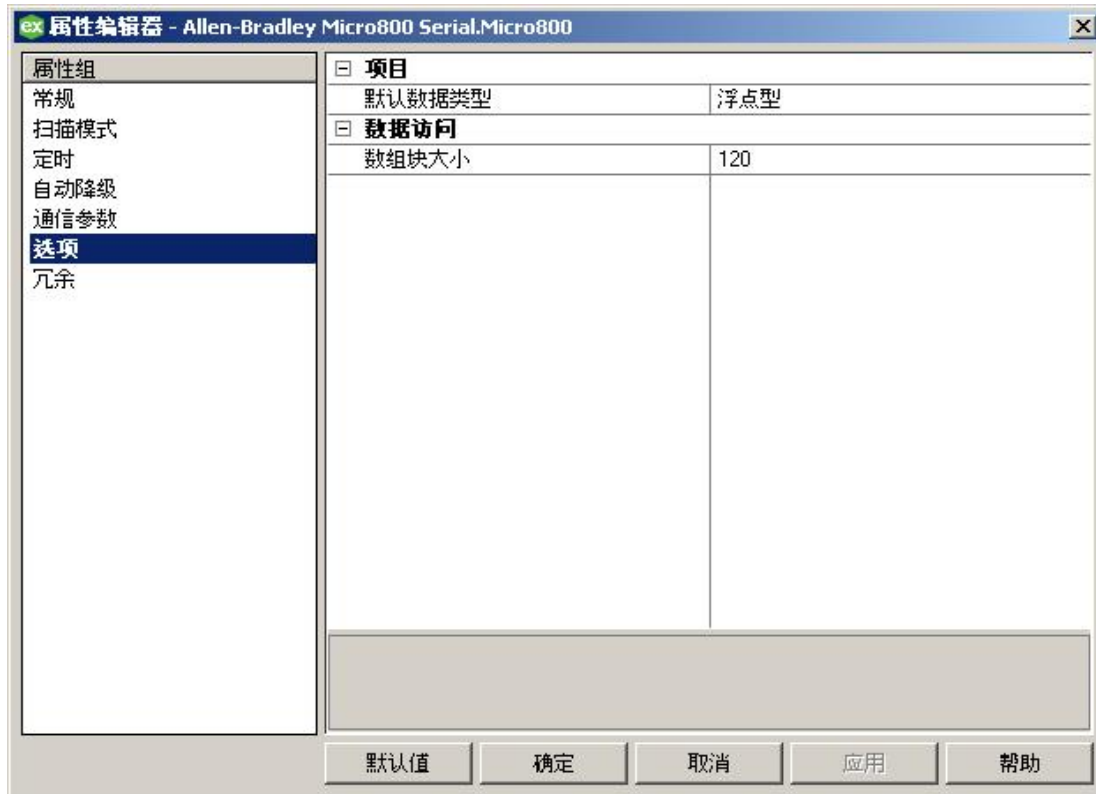 ex 属性编辑器 - Allen-Bradley Micro800 Serial.Micro800
属性组
常规
扫描模式
定时
自动降级
通信参数
选项
冗余
项目
默认数据类型 浮点型
数据访问
数组块大小 120
默认值 确定 取消 应用 帮助